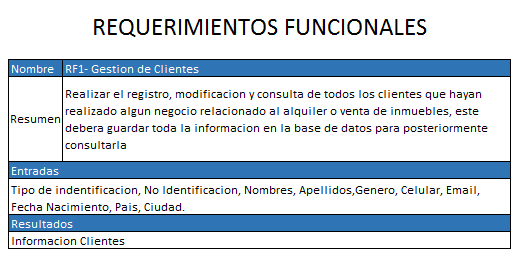 REQUERIMIENTOS FUNCIONALES
Nombre RF1- Gestion de Clientes
Realizar el registro, modificacion y consulta de todos los clientes que hayan
realizado algun negocio relacionado al alquiler o venta de inmuebles, este
Resumen debera guardar toda la informacion en la base de datos para posteriormente
consultarla
Entradas
Tipo de indentificacion, No Identificacion, Nombres, Apellidos,Genero, Celular, Email,
Fecha Nacimiento, Pais, Ciudad.
Resultados
Informacion Clientes